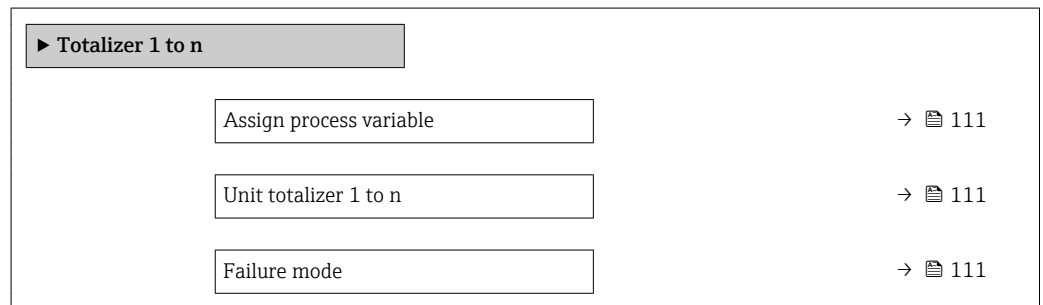 ▶ Totalizer 1 to n
Assign process variable → 111
Unit totalizer 1 to n → 111
Failure mode → 111